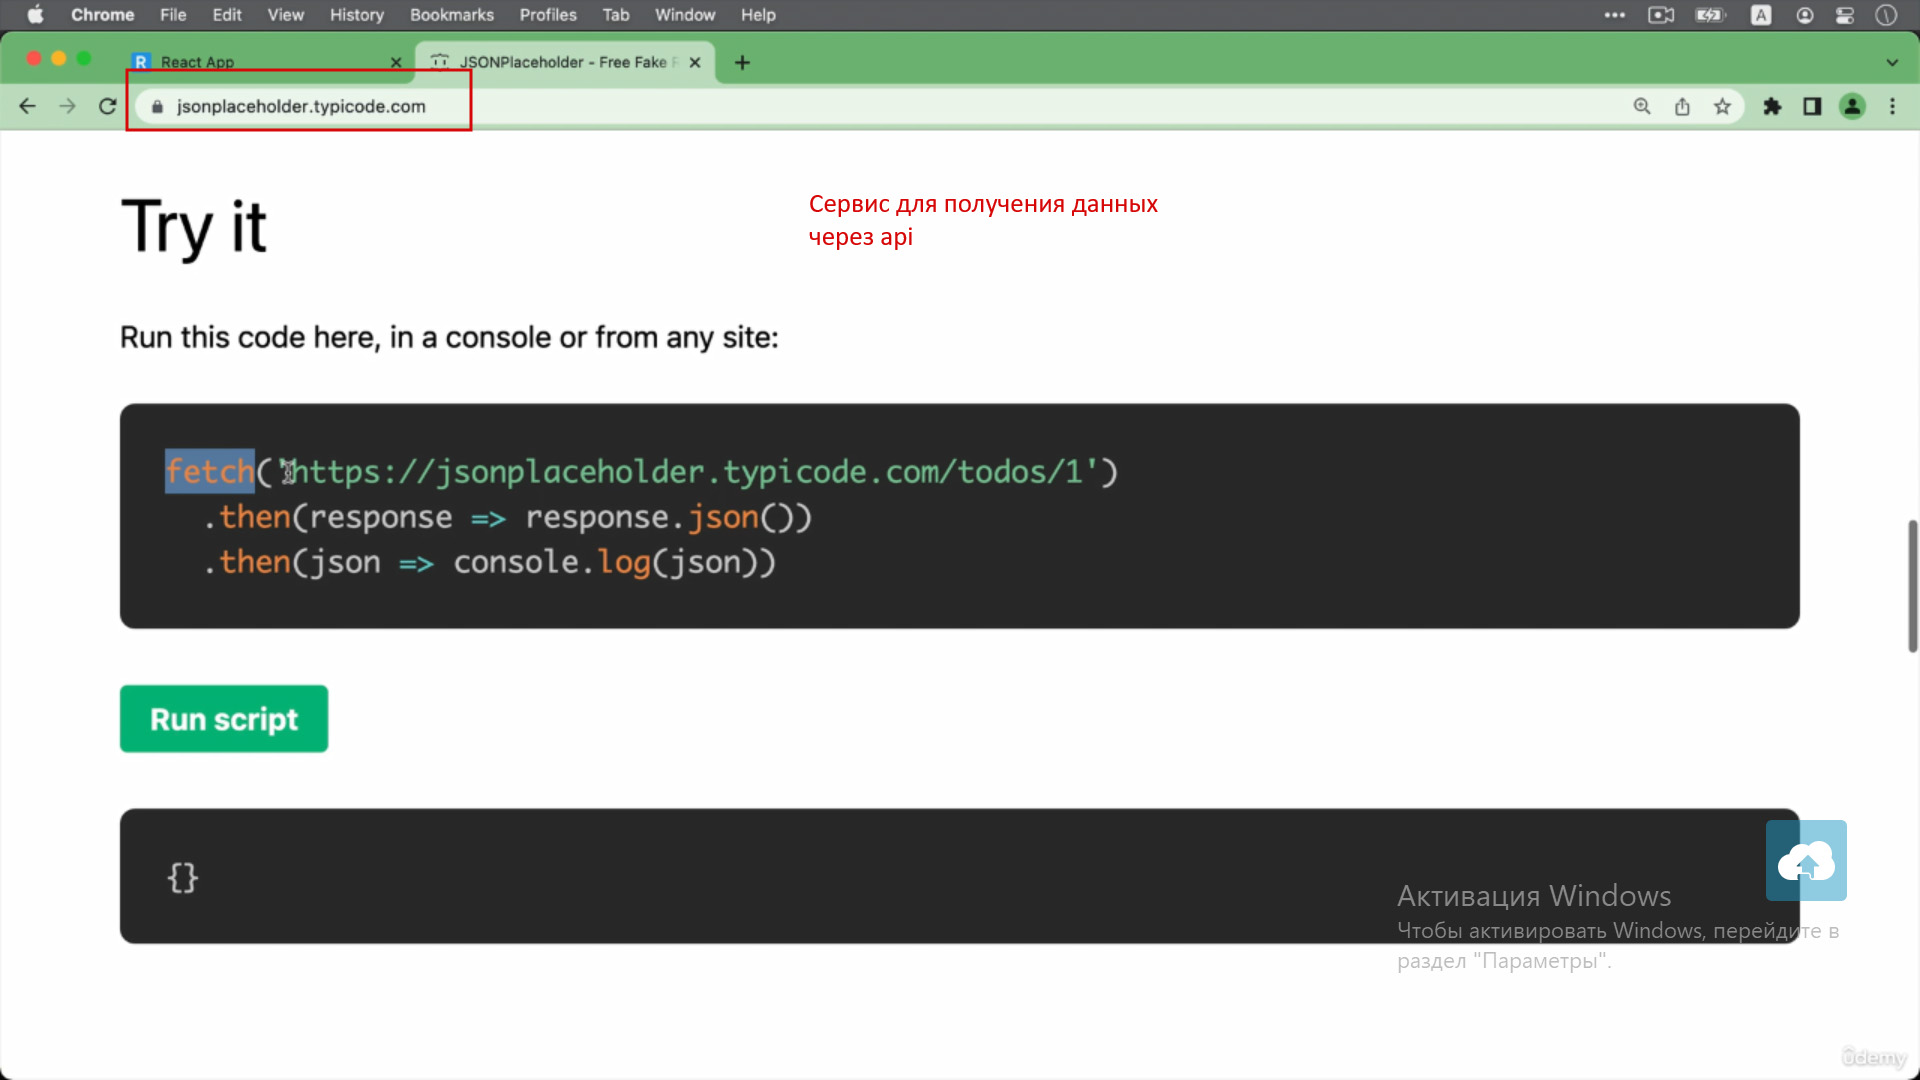 Chrome File Edit View History Bookmarks Profiles Tab Window Help
A
R React App
JSONPlaceholder - Free Fake
jsonplaceholder.typicode.com
Try it
Сервис для получения данных
через api
Run this code here, in a console or from any site:
fetch('https://jsonplaceholder.typicode.com/todos/1')
.then(response => response.json())
.then(json => console.log(json))
Run script
{}
Активация Windows
Чтобы активировать Windows, перейдите в
раздел "Параметры".
ûdemy